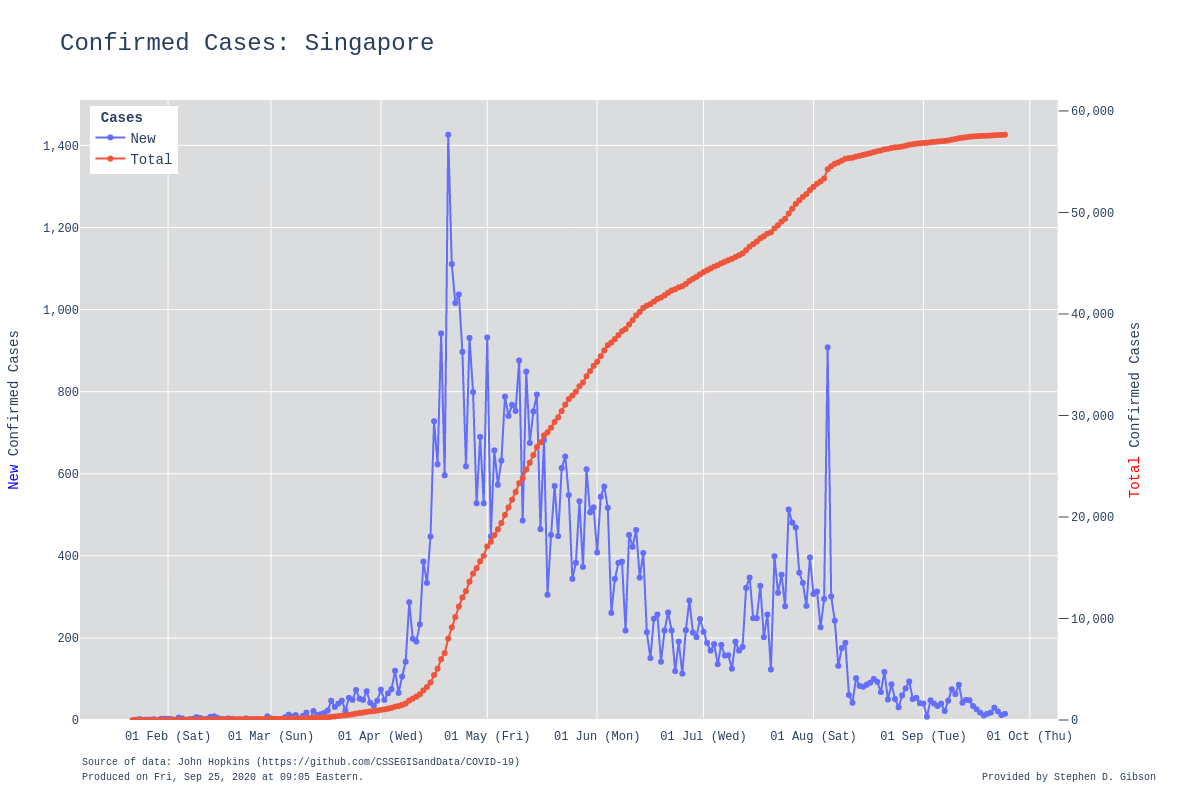 Confirmed Cases: Singapore
Cases
New
Total
1,400
1,200
1,000
800
600
400
200
0
60,000
50,000
40,000
30,000
20,000
10,000
0
New Confirmed Cases
Total Confirmed Cases
01 Feb (Sat)
01 Mar (Sun)
01 Apr (Wed)
01 May (Fri)
01 Jun (Mon)
01 Jul (Wed)
01 Aug (Sat)
01 Sep (Tue)
01 Oct (Thu)
Source of data: John Hopkins (https://github.com/CSSEGISandData/COVID-19)
Produced on Fri, Sep 25, 2020 at 09:05 Eastern.
Provided by Stephen D. Gibson